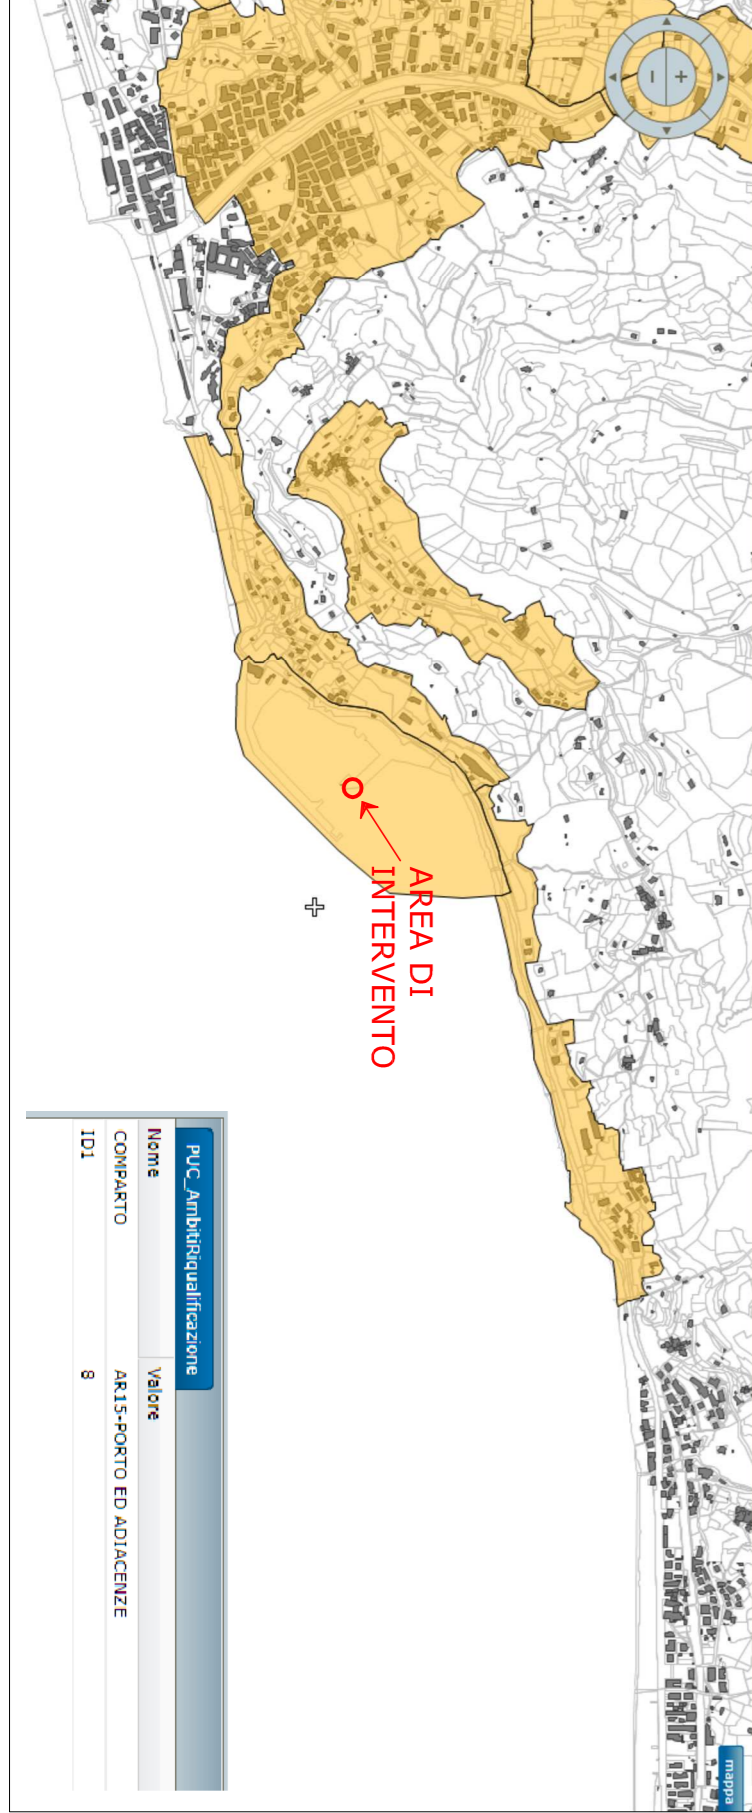 mappa
AREA DI
INTERVENTO
PUC_AmbitiRiqualificazione
Nome Valore
COMPARTO AR15-PORTO ED ADIACENZE
ID1 8